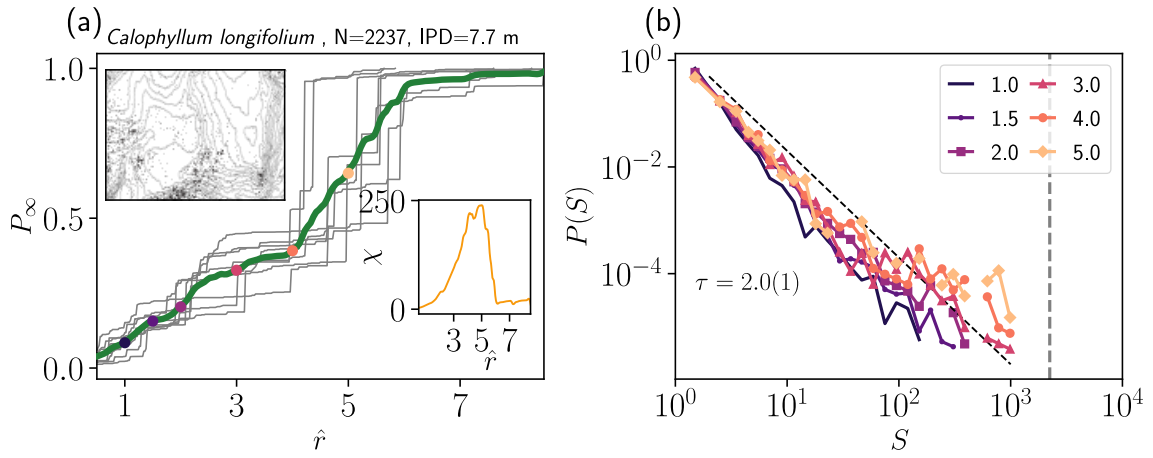 (a)
Calophyllum longifolium , N=2237, IPD=7.7 m
1.0
0.5
0.0
P∞
1 3 5 7
r̂
250
0
χ
3 5 7
r̂
(b)
10⁰
10⁻²
10⁻⁴
P(S)
1.0 3.0
1.5 4.0
2.0 5.0
τ = 2.0(1)
10⁰ 10¹ 10² 10³ 10⁴
S